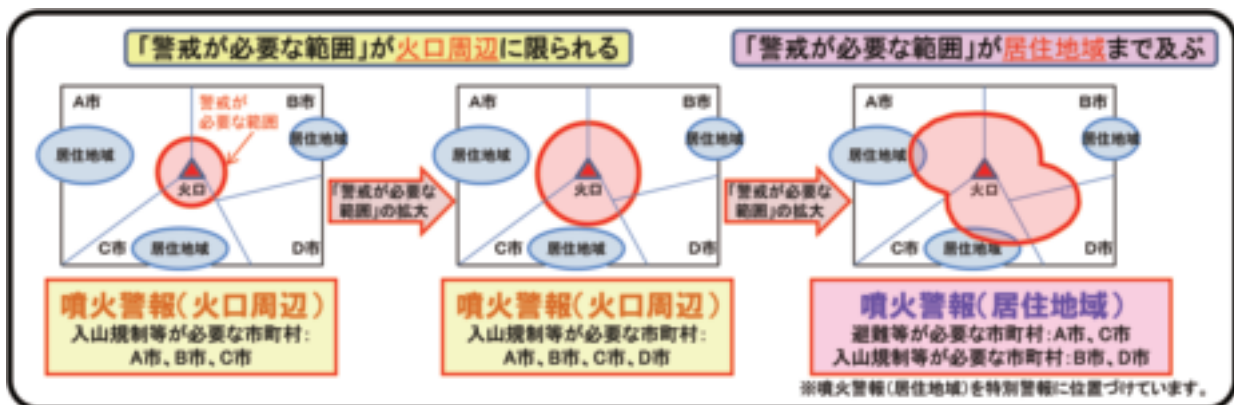 「警戒が必要な範囲」が火口周辺に限られる
「警戒が必要な範囲」が居住地域まで及ぶ
A市
B市
警戒が
必要な範囲
居住地域
居住地域
火口
C市
居住地域
D市
「警戒が必要な
範囲」の拡大
A市
B市
居住地域
居住地域
火口
C市
居住地域
D市
「警戒が必要な
範囲」の拡大
A市
B市
居住地域
居住地域
火口
C市
居住地域
D市
噴火警報(火口周辺)
入山規制等が必要な市町村:
A市、B市、C市
噴火警報(火口周辺)
入山規制等が必要な市町村:
A市、B市、C市、D市
噴火警報(居住地域)
避難等が必要な市町村:A市、C市
入山規制等が必要な市町村:B市、D市
※噴火警報(居住地域)を特別警報に位置づけています。